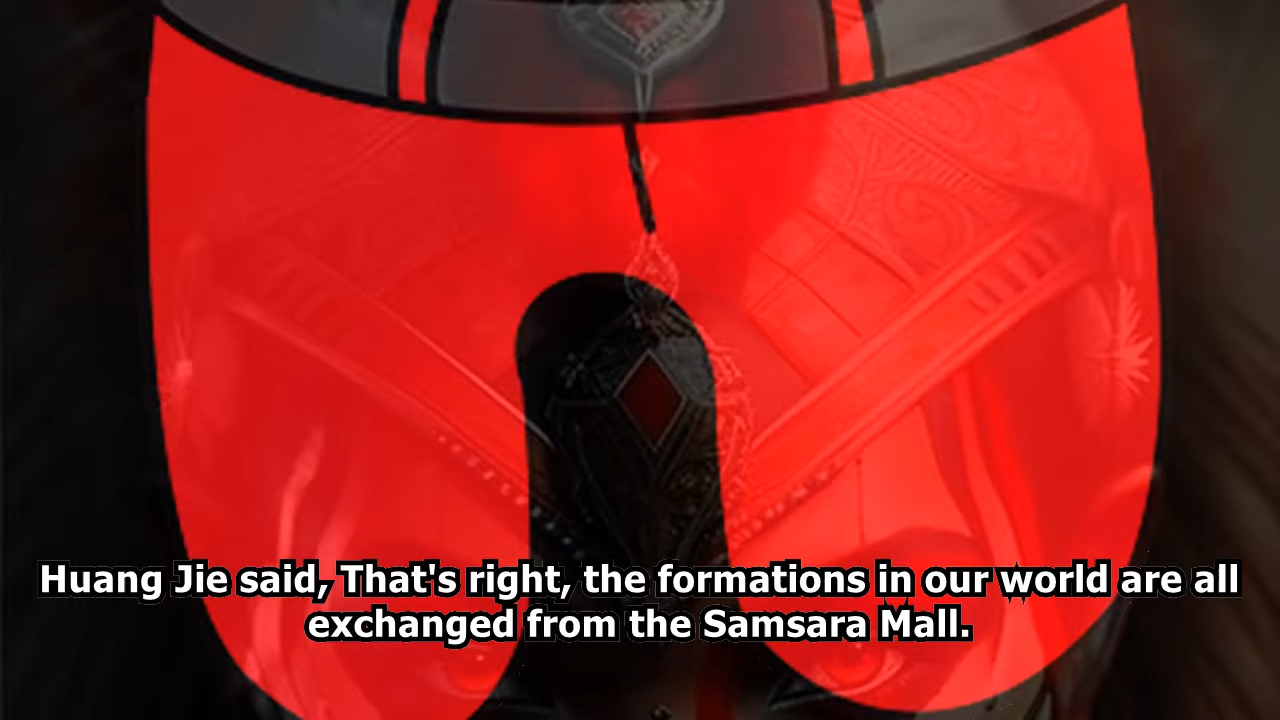 Huang Jie said, That's right, the formations in our world are all
exchanged from the Samsara Mall.